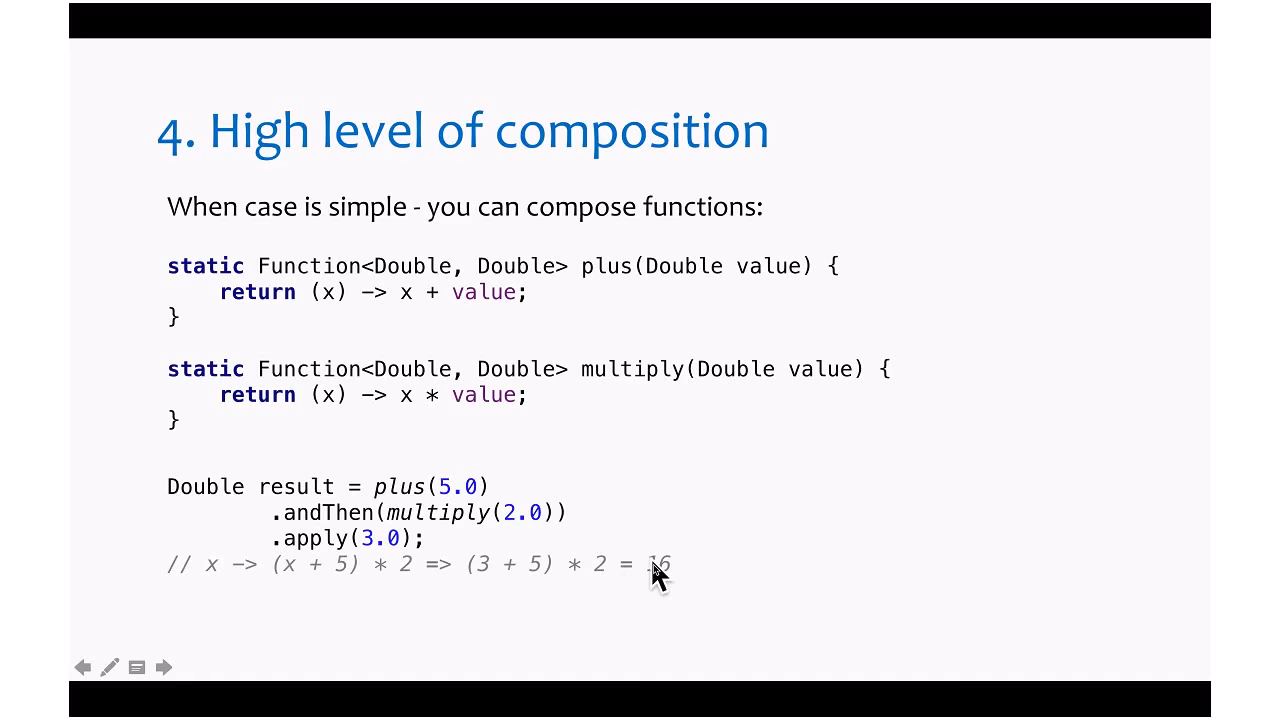 4. High level of composition
When case is simple - you can compose functions:
static Function<Double, Double> plus(Double value) {
    return (x) -> x + value;
}
static Function<Double, Double> multiply(Double value) {
    return (x) -> x * value;
}
Double result = plus(5.0)
        .andThen(multiply(2.0))
        .apply(3.0);
// x -> (x + 5) * 2 => (3 + 5) * 2 = 16